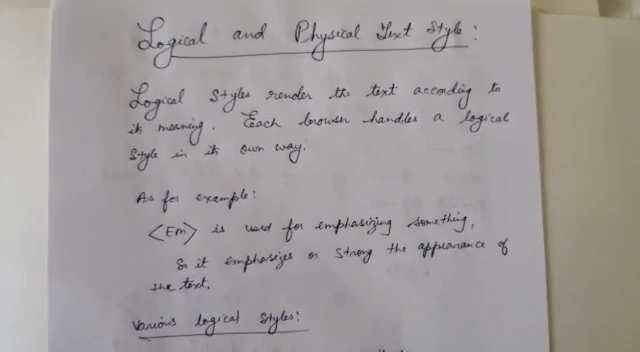 Logical and Physical Text Style:
Logical Styles render the text according to
its meaning. Each browser handles a logical
style in its own way.
As for example:
<Em> is used for emphasizing something,
So it emphasizes or strong the appearance of
the text.
Various logical styles: